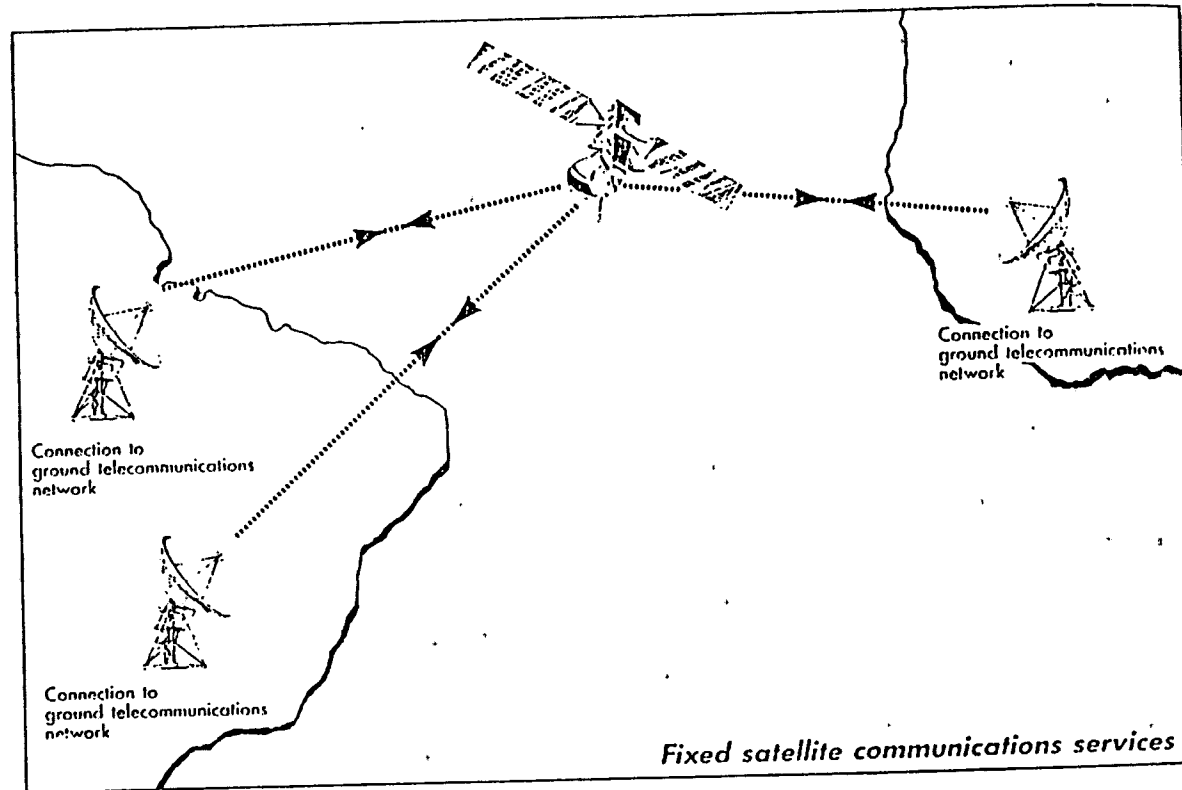 Connection to
ground telecommunications
network
Connection to
ground telecommunications
network
Connection to
ground telecommunications
network
Fixed satellite communications services